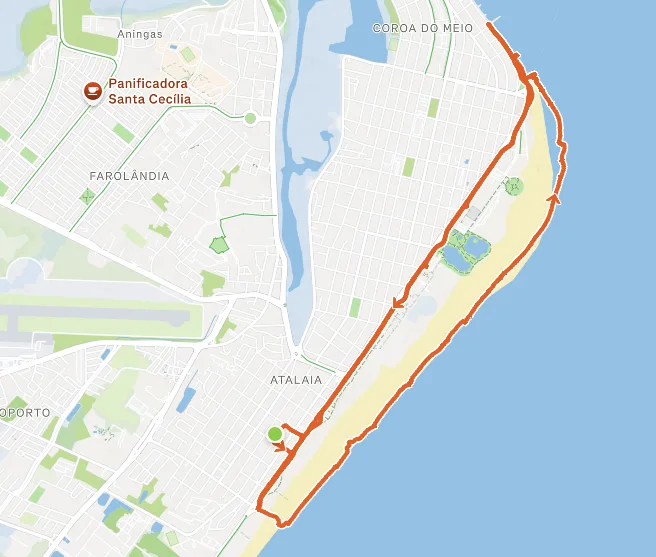 COROA DO MEIO
Aningas
Panificadora
Santa Cecília
FAROLÂNDIA
ATALAIA
OPORTO